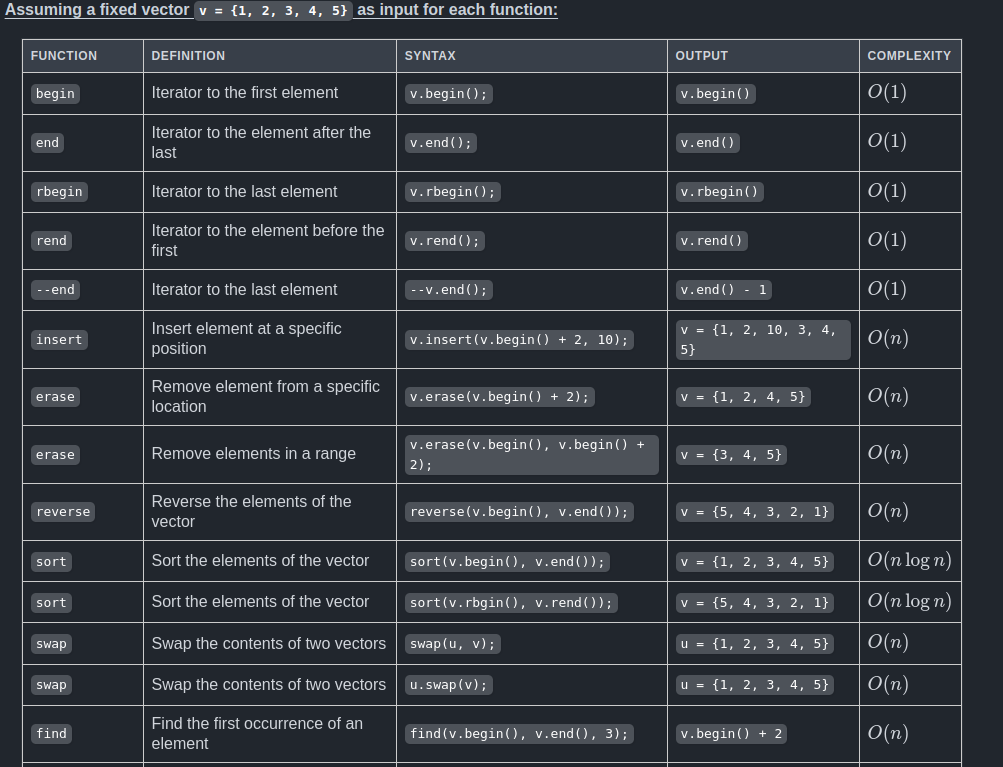 Assuming a fixed vector v = {1, 2, 3, 4, 5} as input for each function:
FUNCTION DEFINITION SYNTAX OUTPUT COMPLEXITY
begin Iterator to the first element v.begin(); v.begin() O(1)
end Iterator to the element after the
last v.end(); v.end() O(1)
rbegin Iterator to the last element v.rbegin(); v.rbegin() O(1)
rend Iterator to the element before the
first v.rend(); v.rend() O(1)
--end Iterator to the last element --v.end(); v.end() - 1 O(1)
insert Insert element at a specific
position v.insert(v.begin() + 2, 10); v = {1, 2, 10, 3, 4,
5} O(n)
erase Remove element from a specific
location v.erase(v.begin() + 2); v = {1, 2, 4, 5} O(n)
erase Remove elements in a range v.erase(v.begin(), v.begin() +
2); v = {3, 4, 5} O(n)
reverse Reverse the elements of the
vector reverse(v.begin(), v.end()); v = {5, 4, 3, 2, 1} O(n)
sort Sort the elements of the vector sort(v.begin(), v.end()); v = {1, 2, 3, 4, 5} O(n log n)
sort Sort the elements of the vector sort(v.rbgin(), v.rend()); v = {5, 4, 3, 2, 1} O(n log n)
swap Swap the contents of two vectors swap(u, v); u = {1, 2, 3, 4, 5} O(n)
swap Swap the contents of two vectors u.swap(v); u = {1, 2, 3, 4, 5} O(n)
find Find the first occurrence of an
element find(v.begin(), v.end(), 3); v.begin() + 2 O(n)